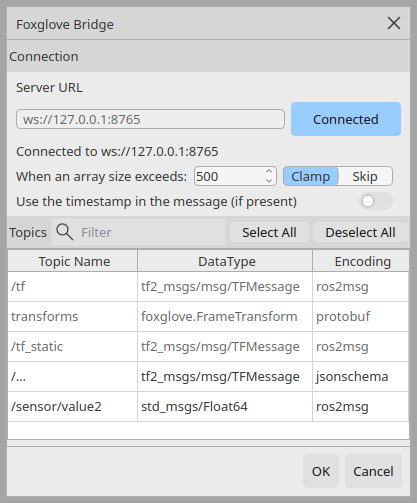 Foxglove Bridge
Connection
Server URL
ws://127.0.0.1:8765 Connected
Connected to ws://127.0.0.1:8765
When an array size exceeds: 500 Clamp Skip
Use the timestamp in the message (if present)
Topics Filter Select All Deselect All
Topic Name DataType Encoding
/tf tf2_msgs/msg/TFMessage ros2msg
transforms foxglove.FrameTransform protobuf
/tf_static tf2_msgs/msg/TFMessage ros2msg
/... tf2_msgs/msg/TFMessage jsonschema
/sensor/value2 std_msgs/Float64 ros2msg
OK Cancel